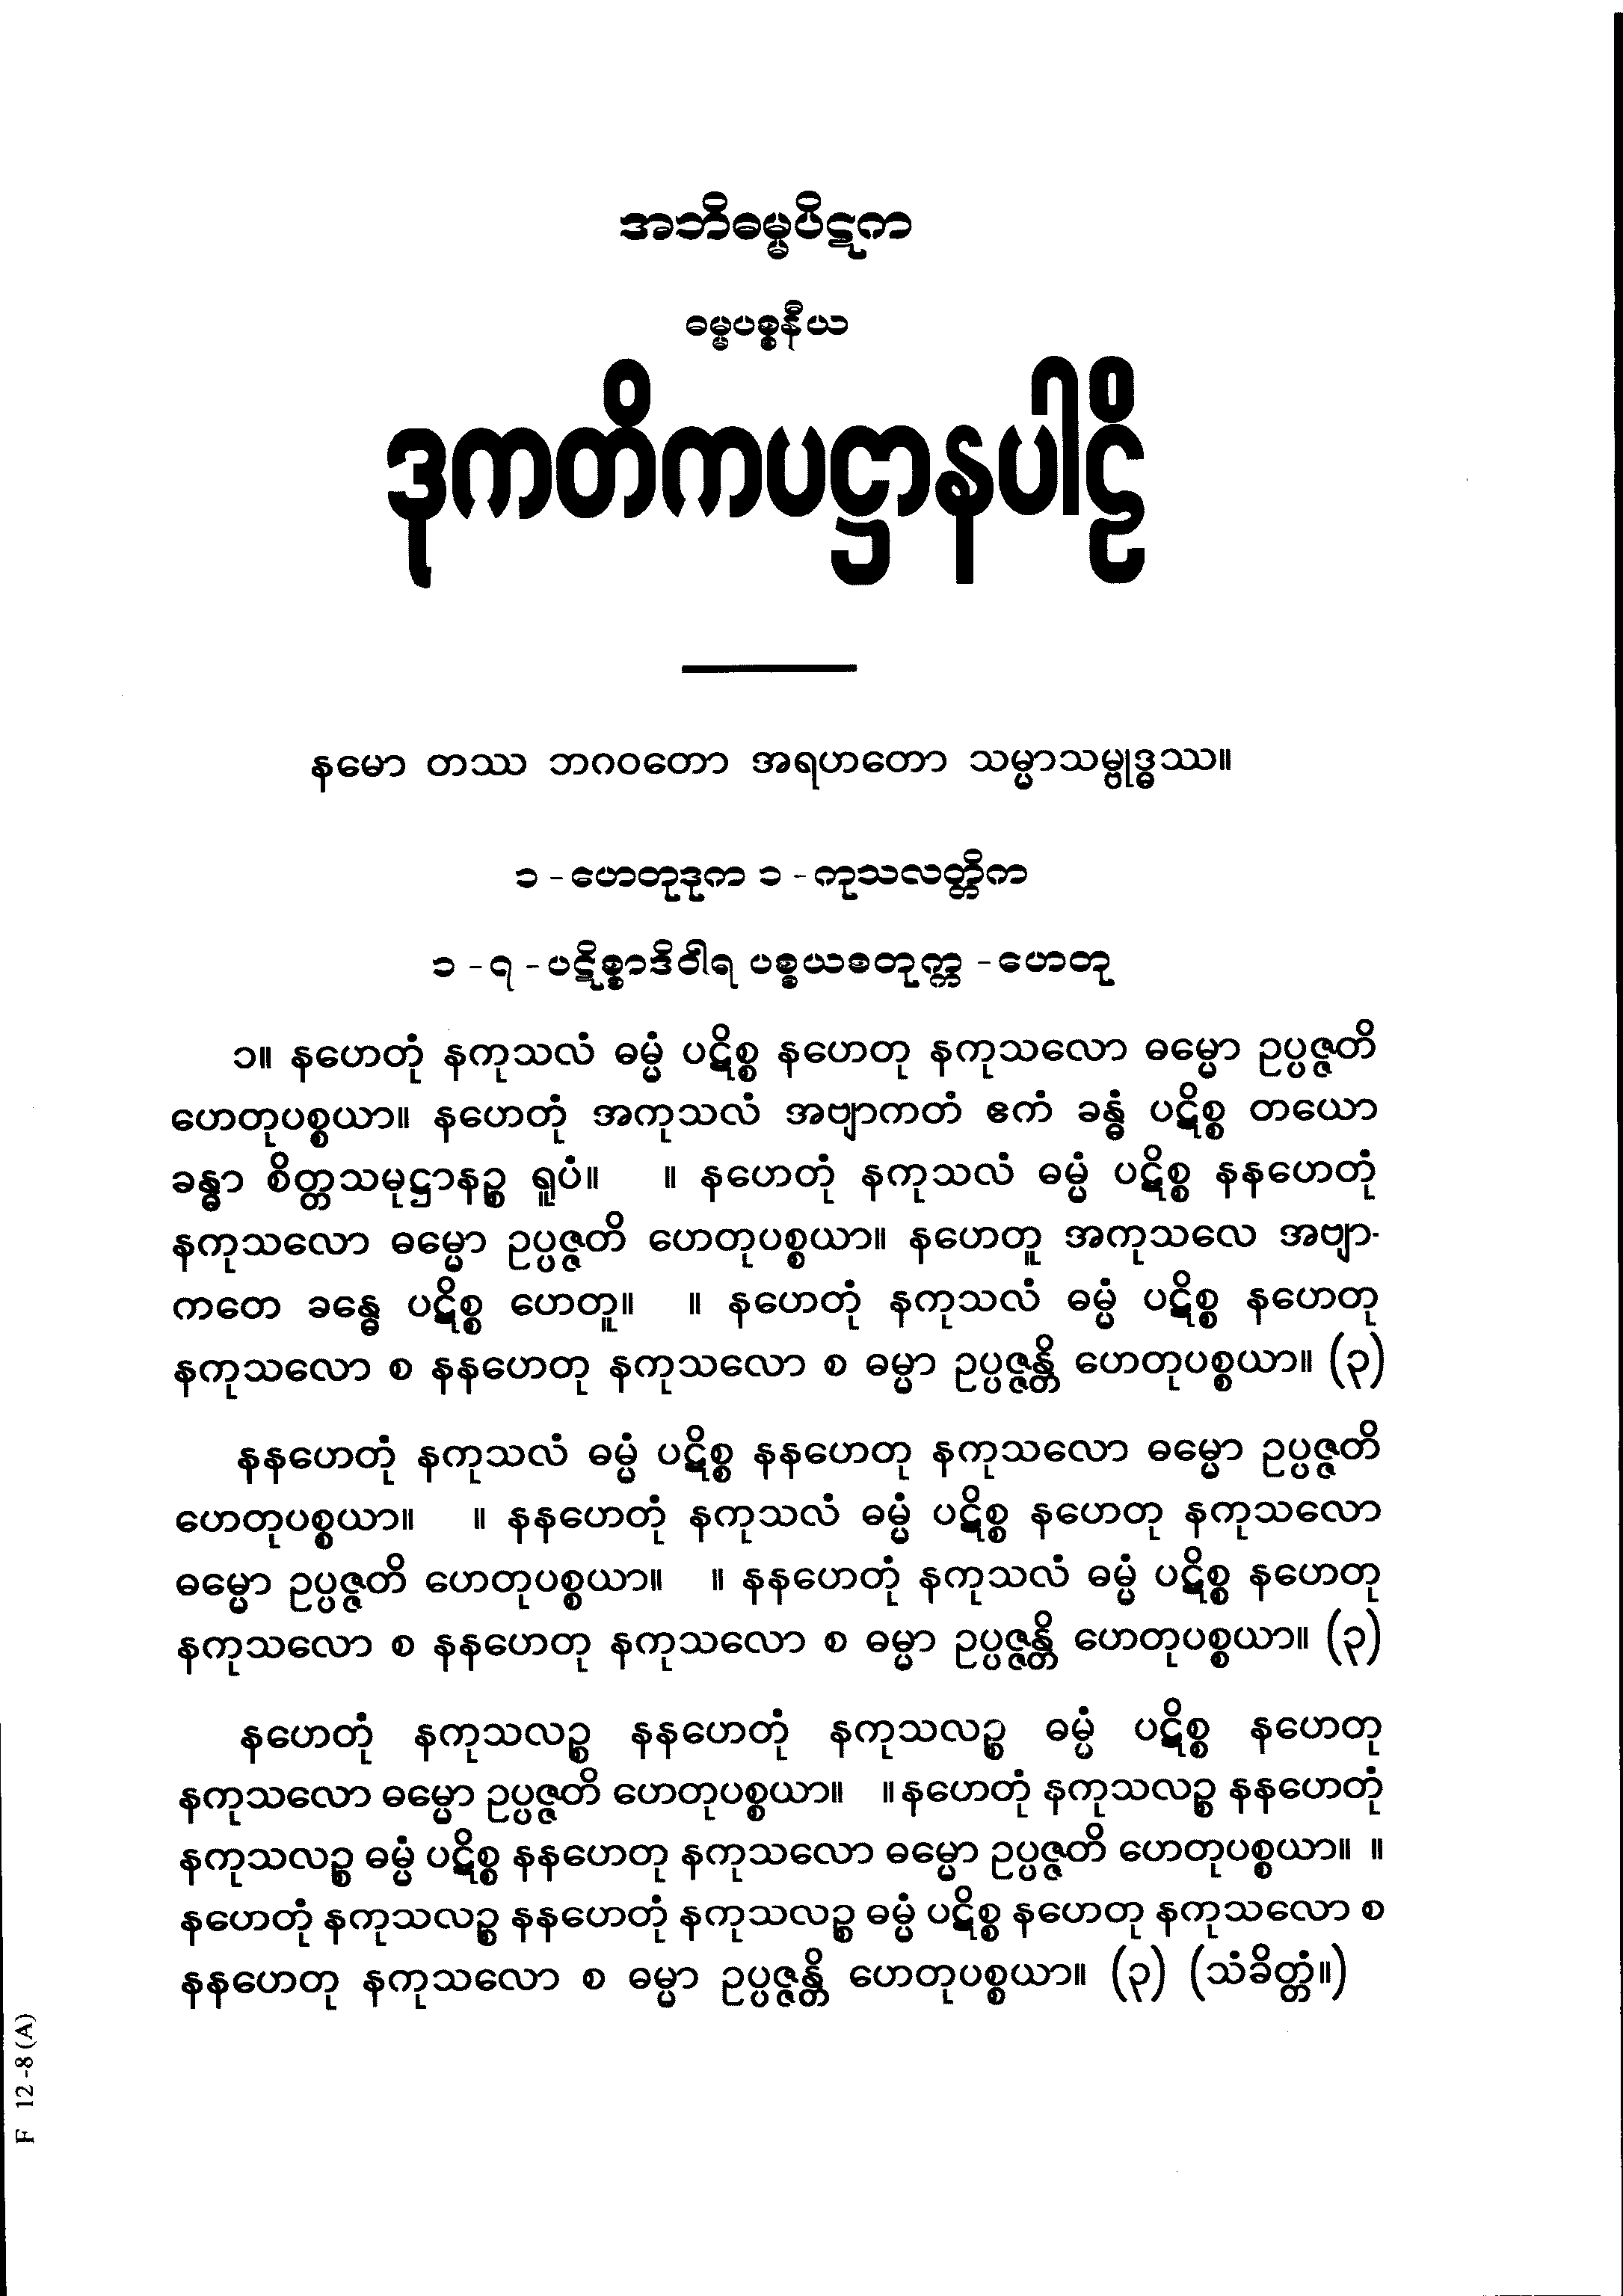 အဘိဓမ္မပိဋက
ဓမ္မပစ္စနီယ
ဒုကတိကပဋ္ဌာနပါဠိ
နမော တဿ ဘဂဝတော အရဟတော သမ္မာသမ္ဗုဒ္ဓဿ။
၁ - ဟေတုဒုက ၁ - ကုသလတ္တိက
၁ - ၇ - ပဋိစ္စာဒိဝါရ ပစ္စယစတုက္က - ဟေတု
၁။ နဟေတုံ နကုသလံ ဓမ္မံ ပဋိစ္စ နဟေတု နကုသလော ဓမ္မော ဥပ္ပဇ္ဇတိ
ဟေတုပစ္စယာ။ နဟေတုံ အကုသလံ အဗျာကတံ ဧကံ ခန္ဓံ ပဋိစ္စ တယော
ခန္ဓာ စိတ္တသမုဋ္ဌာနဉ္စ ရူပံ။ ။ နဟေတုံ နကုသလံ ဓမ္မံ ပဋိစ္စ နနဟေတုံ
နကုသလော ဓမ္မော ဥပ္ပဇ္ဇတိ ဟေတုပစ္စယာ။ နဟေတူ အကုသလေ အဗျာ-
ကတေ ခန္ဓေ ပဋိစ္စ ဟေတူ။ ။ နဟေတုံ နကုသလံ ဓမ္မံ ပဋိစ္စ နဟေတု
နကုသလော စ နနဟေတု နကုသလော စ ဓမ္မာ ဥပ္ပဇ္ဇန္တိ ဟေတုပစ္စယာ။ (၃)
နနဟေတုံ နကုသလံ ဓမ္မံ ပဋိစ္စ နနဟေတု နကုသလော ဓမ္မော ဥပ္ပဇ္ဇတိ
ဟေတုပစ္စယာ။ ။ နနဟေတုံ နကုသလံ ဓမ္မံ ပဋိစ္စ နဟေတု နကုသလော
ဓမ္မော ဥပ္ပဇ္ဇတိ ဟေတုပစ္စယာ။ ။ နနဟေတုံ နကုသလံ ဓမ္မံ ပဋိစ္စ နဟေတု
နကုသလော စ နနဟေတု နကုသလော စ ဓမ္မာ ဥပ္ပဇ္ဇန္တိ ဟေတုပစ္စယာ။ (၃)
နဟေတုံ နကုသလဉ္စ နနဟေတုံ နကုသလဉ္စ ဓမ္မံ ပဋိစ္စ နဟေတု
နကုသလော ဓမ္မော ဥပ္ပဇ္ဇတိ ဟေတုပစ္စယာ။ ။ နဟေတုံ နကုသလဉ္စ နနဟေတုံ
နကုသလဉ္စ ဓမ္မံ ပဋိစ္စ နနဟေတု နကုသလော ဓမ္မော ဥပ္ပဇ္ဇတိ ဟေတုပစ္စယာ။ ။
နဟေတုံ နကုသလဉ္စ နနဟေတုံ နကုသလဉ္စ ဓမ္မံ ပဋိစ္စ နဟေတု နကုသလော စ
နနဟေတု နကုသလော စ ဓမ္မာ ဥပ္ပဇ္ဇန္တိ ဟေတုပစ္စယာ။ (၃) (သံခိတ္တံ။)
F 12-8 (A)